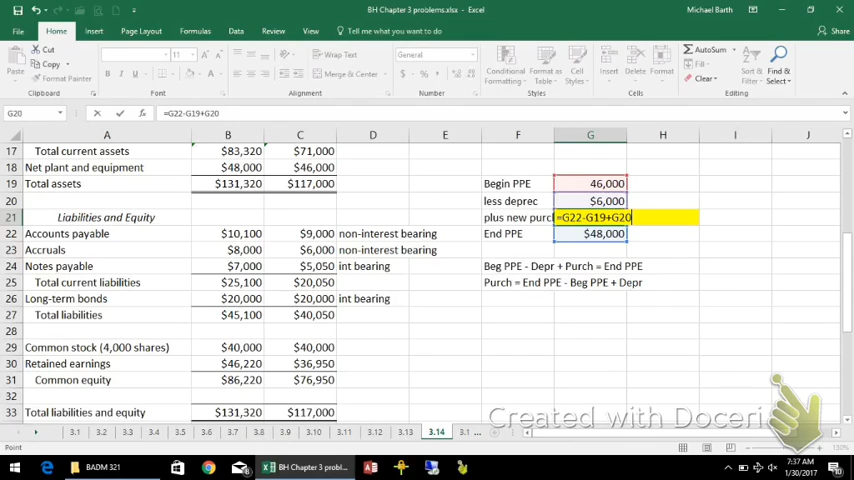 BH Chapter 3 problems.xlsx - Excel
Michael Barth
File Home Insert Page Layout Formulas Data Review View Tell me what you want to do Share
Cut
Copy
Format Painter
Paste
Clipboard
11
B I U
Font
Wrap Text
Merge & Center
Alignment
General
$ % ,
Number
Conditional Formatting
Format as Table
Cell Styles
Styles
Insert Delete Format
Cells
AutoSum
Fill
Clear
Sort & Filter
Find & Select
Editing
G20 fx =G22-G19+G20
A B C D E F G H I J
17 Total current assets $83,320 $71,000
18 Net plant and equipment $48,000 $46,000
19 Total assets $131,320 $117,000 Begin PPE 46,000
20 less deprec $6,000
21 Liabilities and Equity plus new purcl =G22-G19+G20
22 Accounts payable $10,100 $9,000 non-interest bearing End PPE $48,000
23 Accruals $8,000 $6,000 non-interest bearing
24 Notes payable $7,000 $5,050 int bearing Beg PPE - Depr + Purch = End PPE
25 Total current liabilities $25,100 $20,050 Purch = End PPE - Beg PPE + Depr
26 Long-term bonds $20,000 $20,000 int bearing
27 Total liabilities $45,100 $40,050
28
29 Common stock (4,000 shares) $40,000 $40,000
30 Retained earnings $46,220 $36,950
31 Common equity $86,220 $76,950
32
33 Total liabilities and equity $131,320 $117,000
Created with Doceri
3.1 3.2 3.3 3.4 3.5 3.6 3.7 3.8 3.9 3.10 3.11 3.12 3.13 3.14 3.1 ...
Point 130%
BADM 321
BH Chapter 3 probl...
7:37 AM
1/30/2017